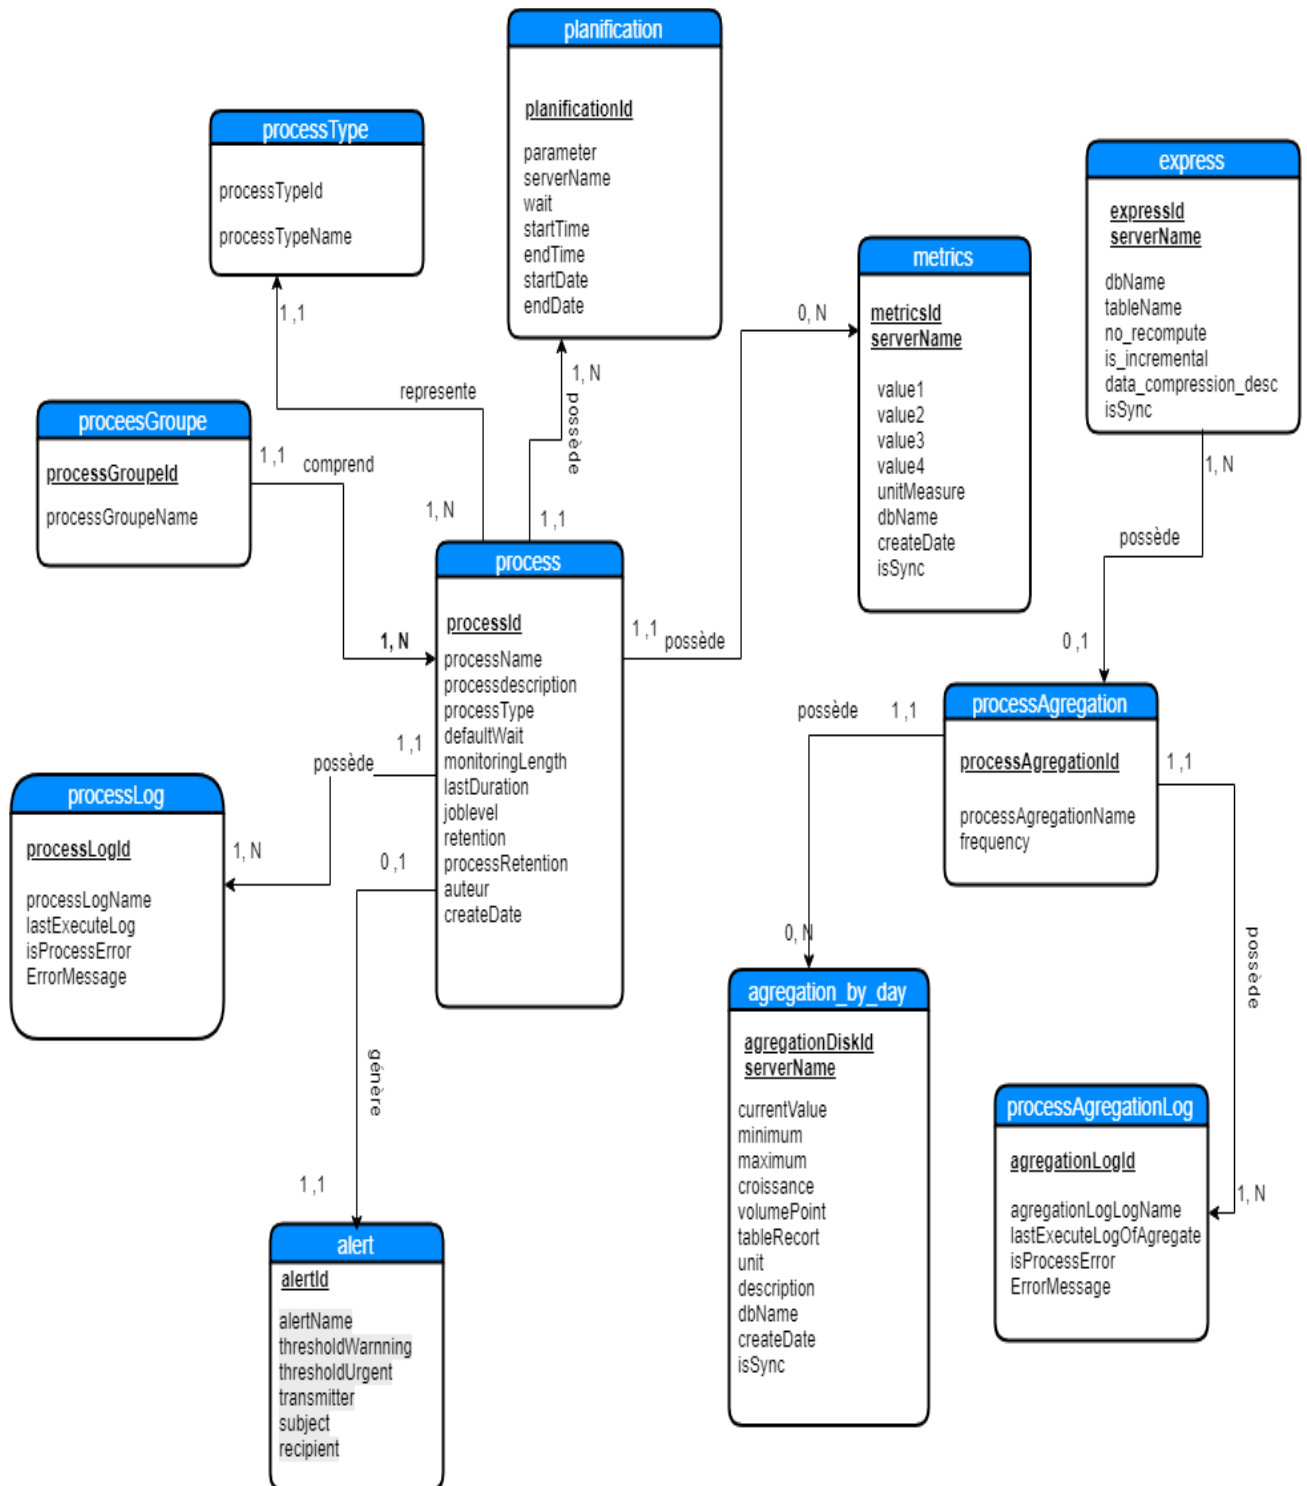 planification
planificationId
parameter
serverName
wait
startTime
endTime
startDate
endDate
processType
processTypeId
processTypeName
express
expressId
serverName
dbName
tableName
no_recompute
is_incremental
data_compression_desc
isSync
metrics
metricsId
serverName
value1
value2
value3
value4
unitMeasure
dbName
createDate
isSync
1 ,1
represente
1, N
1, N
possède
1 ,1
0, N
1 ,1
possède
proceesGroupe
processGroupeId
processGroupeName
1 ,1
comprend
1, N
process
processId
processName
processdescription
processType
defaultWait
monitoringLength
lastDuration
joblevel
retention
processRetention
auteur
createDate
1, N
possède
0 ,1
processAgregation
processAgregationId
processAgregationName
frequency
possède 1 ,1
0, N
1 ,1
possède
1, N
possède
1 ,1
1, N
processLog
processLogId
processLogName
lastExecuteLog
isProcessError
ErrorMessage
0 ,1
génère
1 ,1
agregation_by_day
agregationDiskId
serverName
currentValue
minimum
maximum
croissance
volumePoint
tableRecort
unit
description
dbName
createDate
isSync
processAgregationLog
agregationLogId
agregationLogLogName
lastExecuteLogOfAgregate
isProcessError
ErrorMessage
alert
alertId
alertName
thresholdWarnning
thresholdUrgent
transmitter
subject
recipient